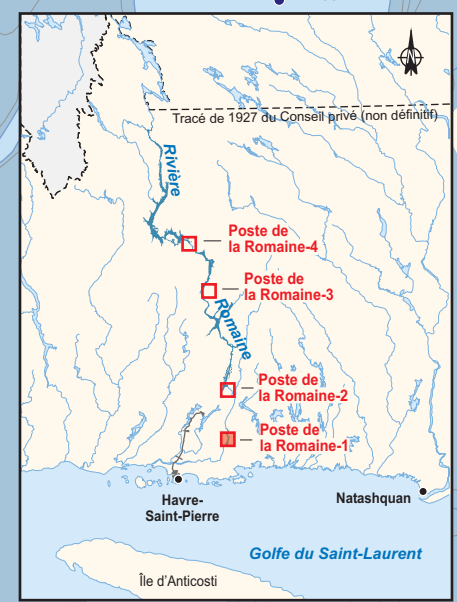 Tracé de 1927 du Conseil privé (non définitif)
Rivière
Poste de
la Romaine-4
Poste de
la Romaine-3
Romaine
Poste de
la Romaine-2
Poste de
la Romaine-1
Havre-
Saint-Pierre
Natashquan
Golfe du Saint-Laurent
Île d'Anticosti